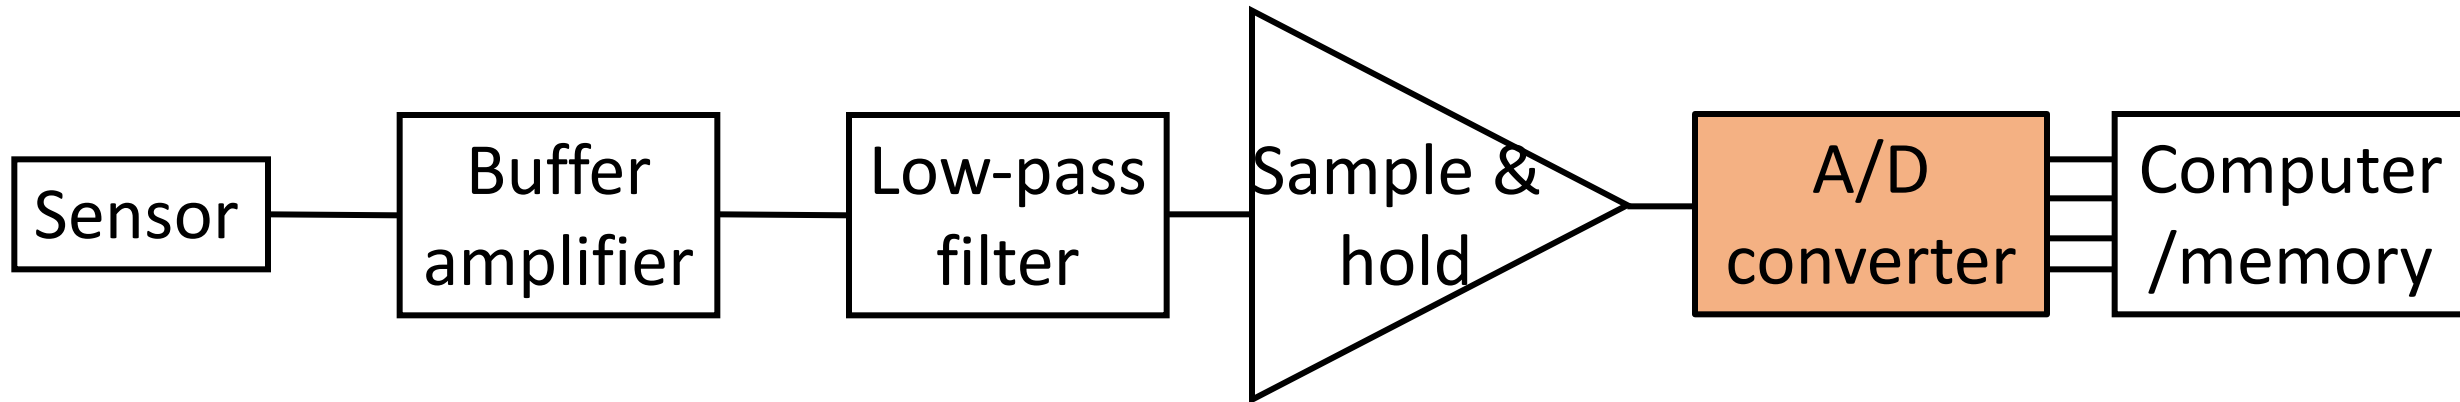 Sensor
Buffer
amplifier
Low-pass
filter
Sample &
hold
A/D
converter
Computer
/memory